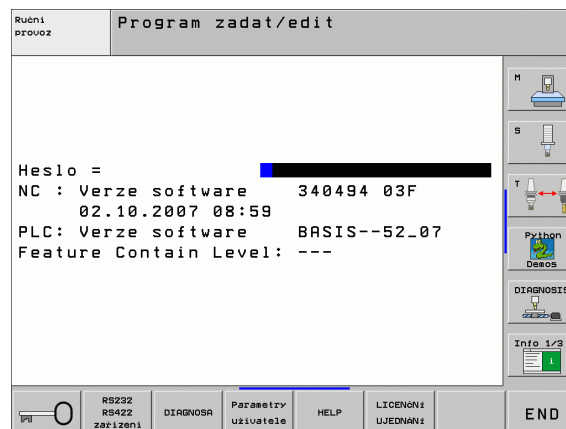 Ruční
provoz
Program zadat/edit
M
S
T
Python
Demos
DIAGNOSIS
Info 1/3
Heslo =
NC : Verze software 340494 03F
02.10.2007 08:59
PLC: Verze software BASIS--52_07
Feature Contain Level: ---
RS232
RS422
zařízení
DIAGNOSA
Parametry
uživatele
HELP
LICENčNí
UJEDNáNí
END